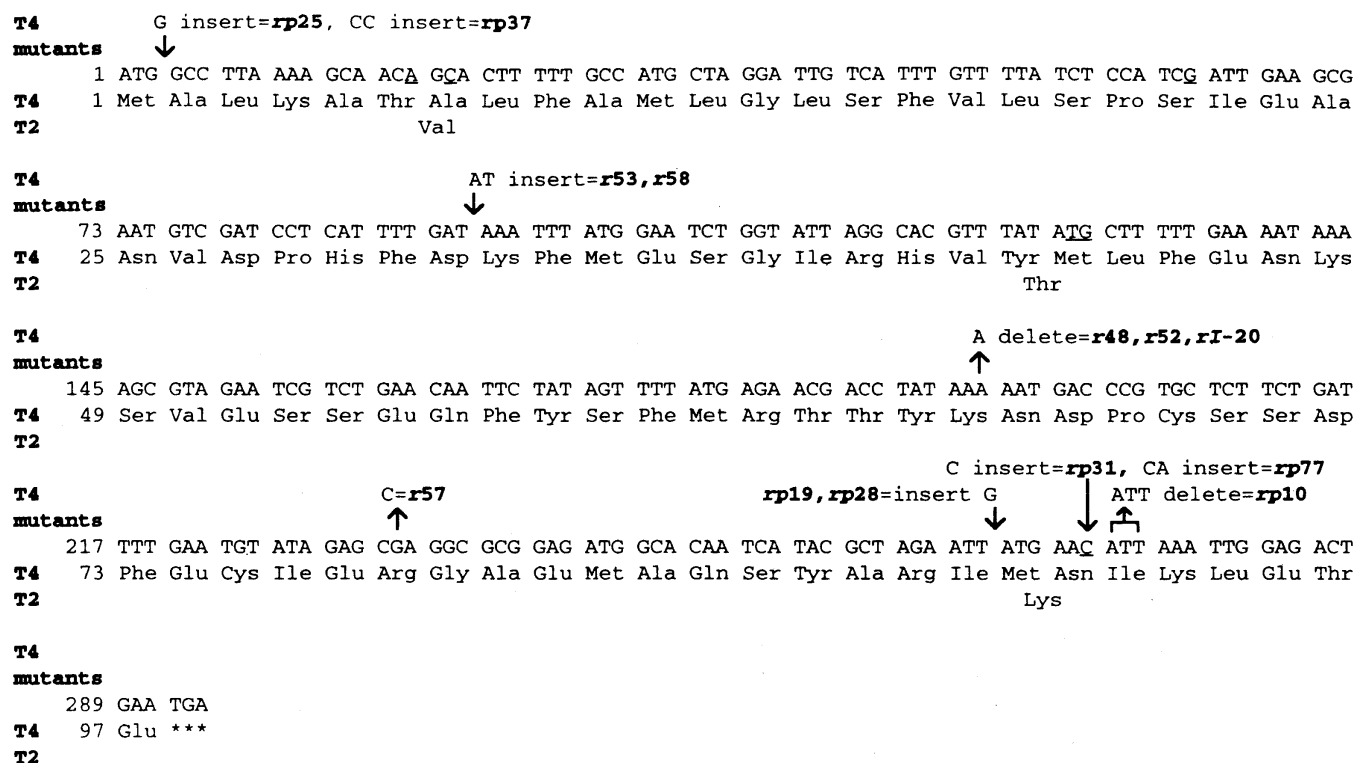 T4 G insert=rp25, CC insert=rp37
mutants
1 ATG GCC TTA AAA GCA ACA GCA CTT TTT GCC ATG CTA GGA TTG TCA TTT GTT TTA TCT CCA TCG ATT GAA GCG
T4 1 Met Ala Leu Lys Ala Thr Ala Leu Phe Ala Met Leu Gly Leu Ser Phe Val Leu Ser Pro Ser Ile Glu Ala
T2 Val
T4 AT insert=r53,r58
mutants
73 AAT GTC GAT CCT CAT TTT GAT AAA TTT ATG GAA TCT GGT ATT AGG CAC GTT TAT ATG CTT TTT GAA AAT AAA
T4 25 Asn Val Asp Pro His Phe Asp Lys Phe Met Glu Ser Gly Ile Arg His Val Tyr Met Leu Phe Glu Asn Lys
T2 Thr
T4 A delete=r48,r52,rI-20
mutants
145 AGC GTA GAA TCG TCT GAA CAA TTC TAT AGT TTT ATG AGA ACG ACC TAT AAA AAT GAC CCG TGC TCT TCT GAT
T4 49 Ser Val Glu Ser Ser Glu Gln Phe Tyr Ser Phe Met Arg Thr Thr Tyr Lys Asn Asp Pro Cys Ser Ser Asp
T2
C insert=rp31, CA insert=rp77
T4 C=r57 rp19,rp28=insert G ATT delete=rp10
mutants
217 TTT GAA TGT ATA GAG CGA GGC GCG GAG ATG GCA CAA TCA TAC GCT AGA ATT ATG AAC ATT AAA TTG GAG ACT
T4 73 Phe Glu Cys Ile Glu Arg Gly Ala Glu Met Ala Gln Ser Tyr Ala Arg Ile Met Asn Ile Lys Leu Glu Thr
T2 Lys
T4
mutants
289 GAA TGA
T4 97 Glu ***
T2